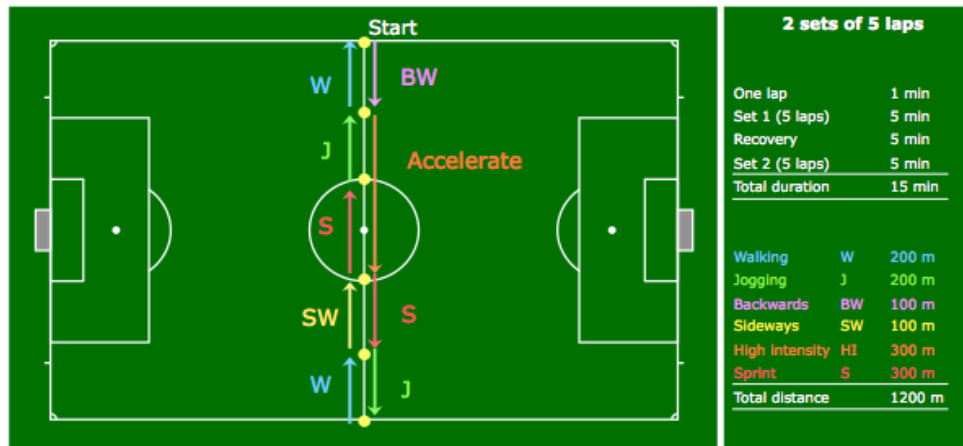 Start
W
BW
J
Accelerate
S
SW
S
W
J
2 sets of 5 laps
One lap 1 min
Set 1 (5 laps) 5 min
Recovery 5 min
Set 2 (5 laps) 5 min
Total duration 15 min
Walking W 200 m
Jogging J 200 m
Backwards BW 100 m
Sideways SW 100 m
High intensity HI 300 m
Sprint S 300 m
Total distance 1200 m